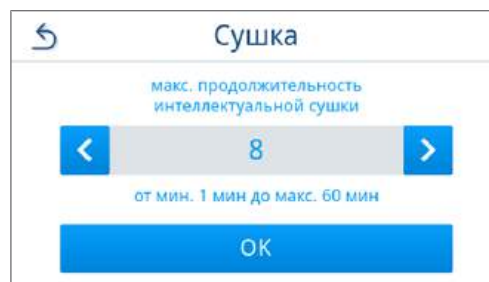 Сушка
макс. продолжительность
интеллектуальной сушки
8
от мин. 1 мин до макс. 60 мин
OK